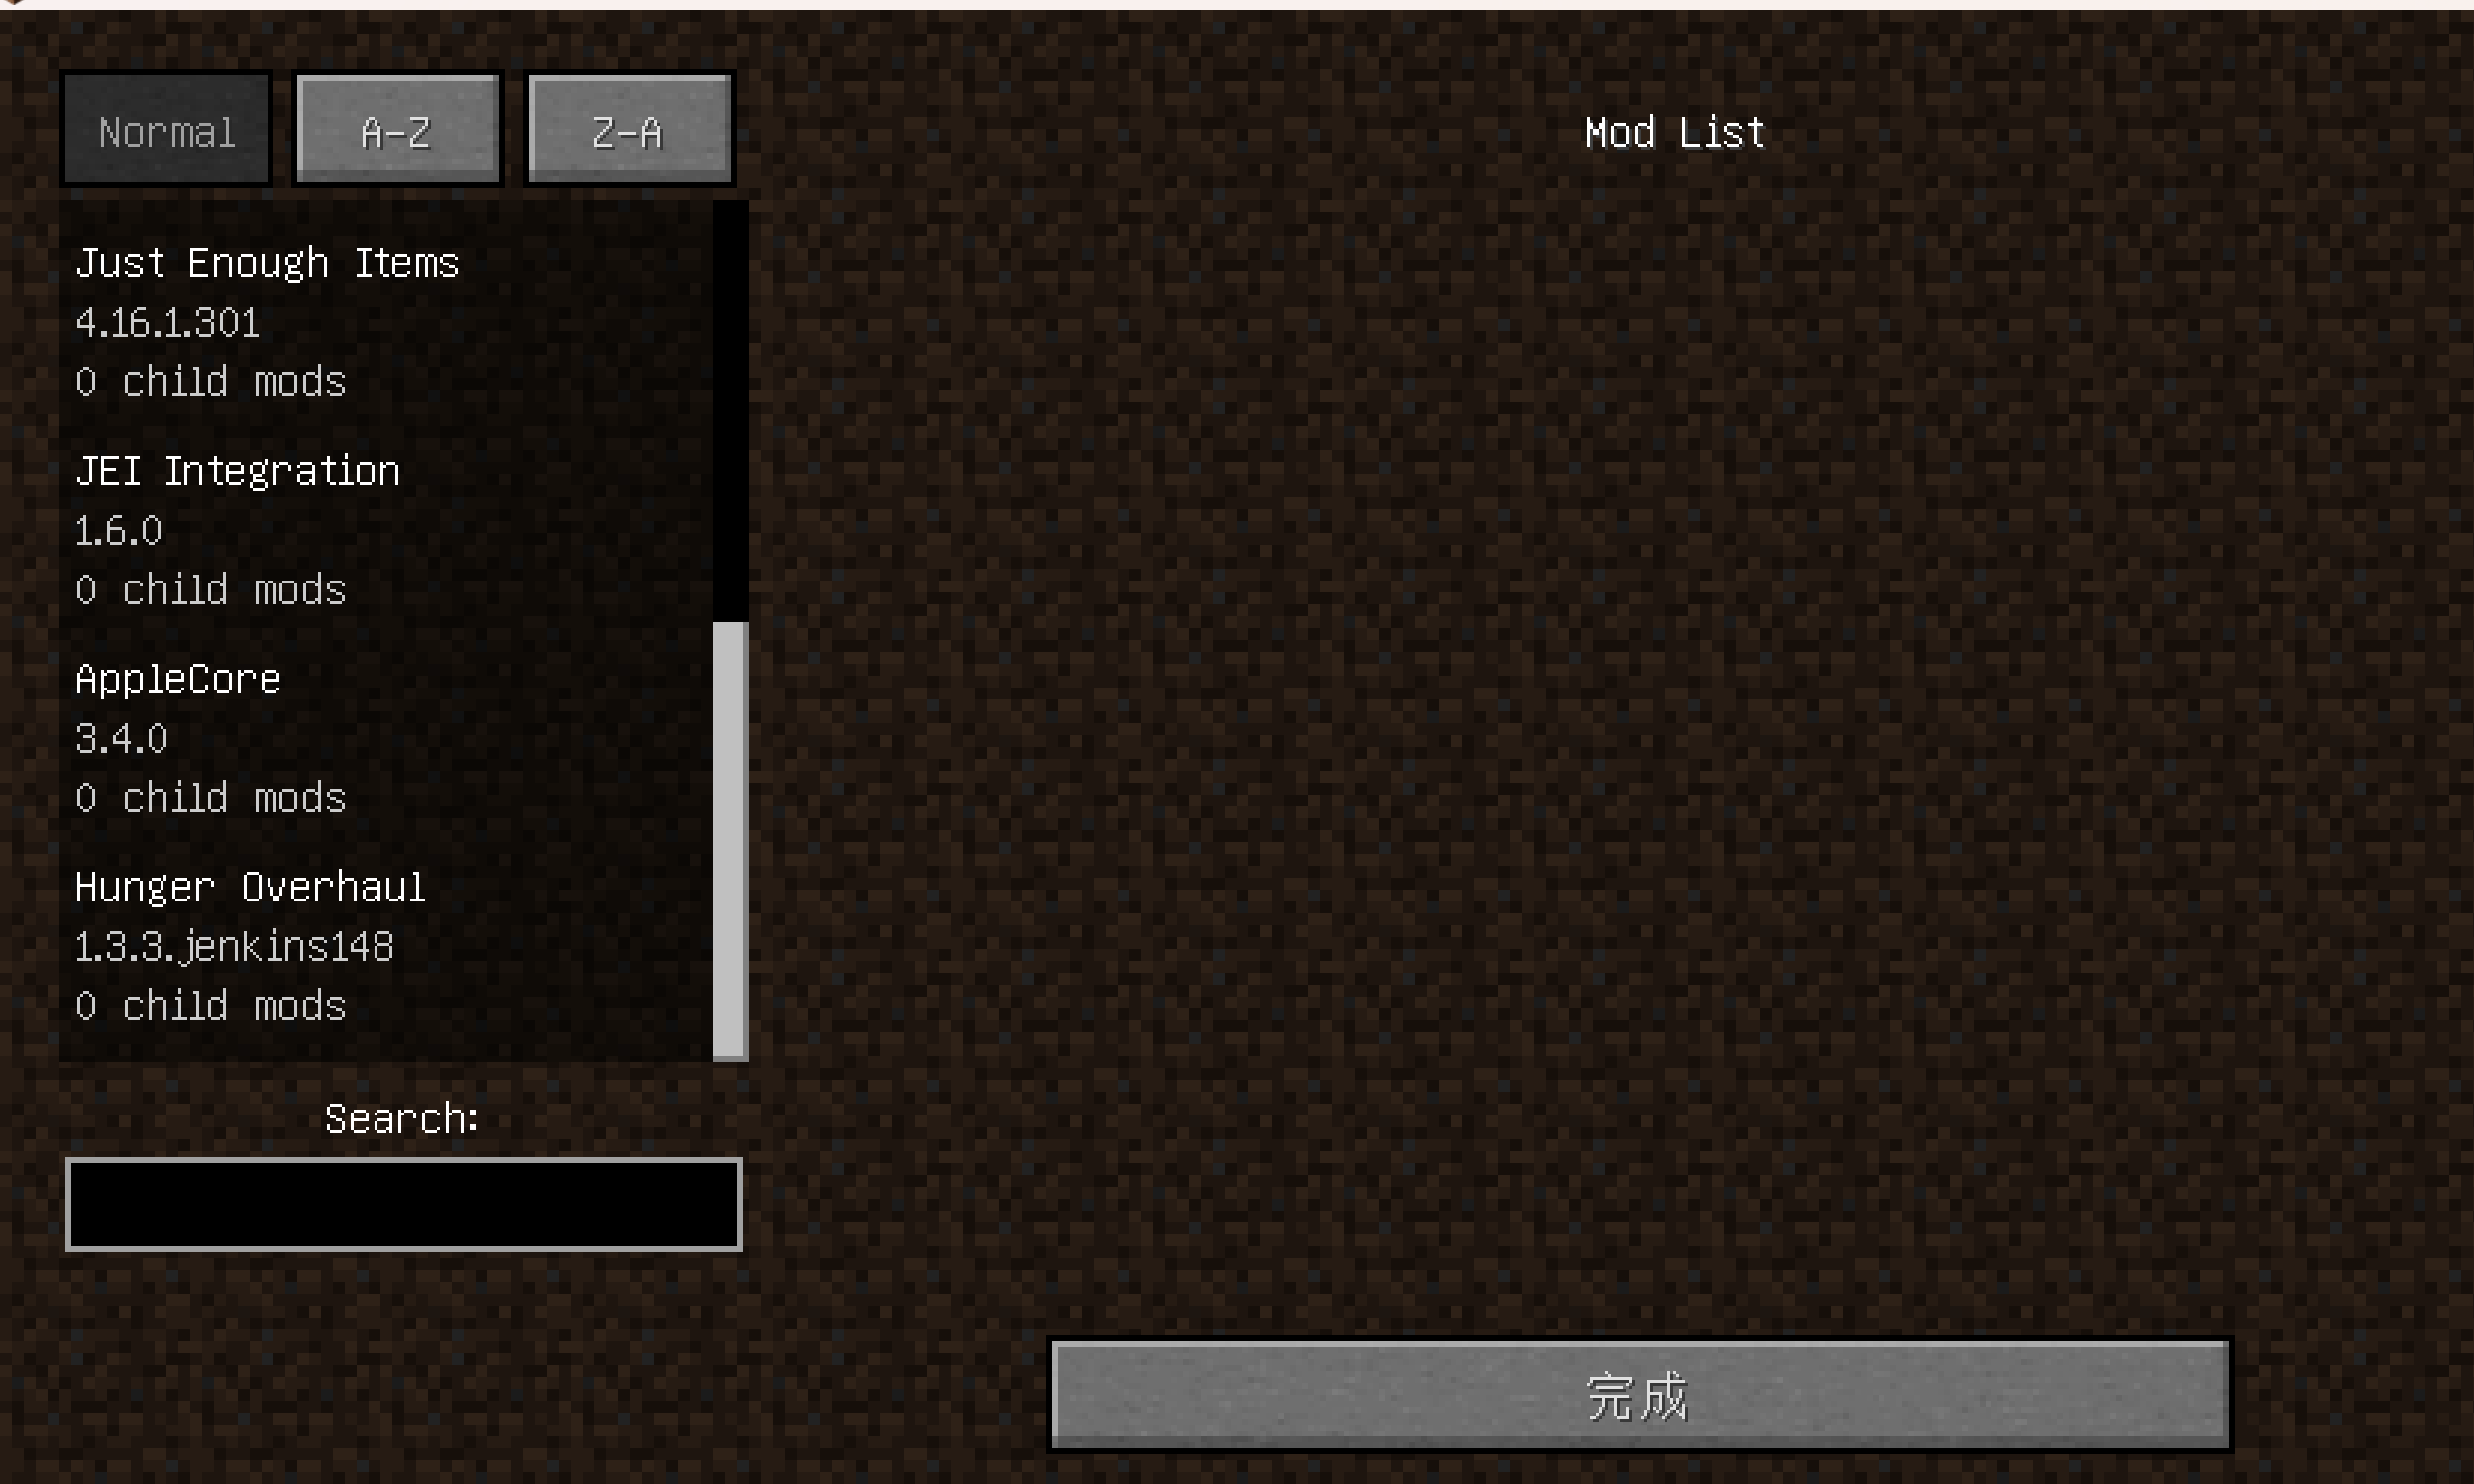 Normal
A-Z
Z-A
Mod List
Just Enough Items
4.16.1.301
0 child mods
JEI Integration
1.6.0
0 child mods
AppleCore
3.4.0
0 child mods
Hunger Overhaul
1.3.3.jenkins148
0 child mods
Search:
完成